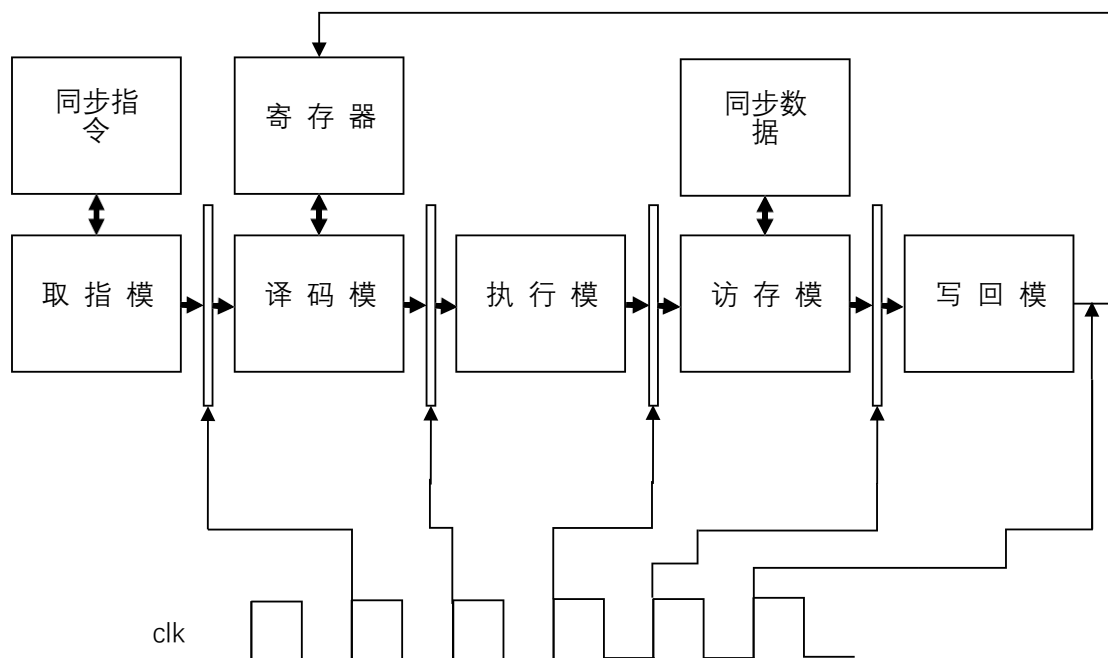 同步指
令
寄 存 器
同步数
据
取 指 模
译 码 模
执 行 模
访 存 模
写 回 模
clk